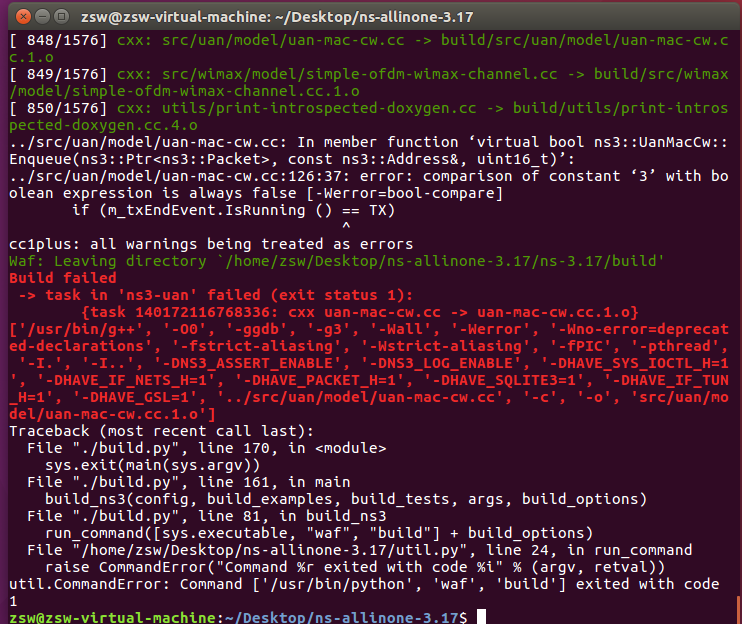 zsw@zsw-virtual-machine: ~/Desktop/ns-allinone-3.17
[ 848/1576] cxx: src/uan/model/uan-mac-cw.cc -> build/src/uan/model/uan-mac-cw.c
c.1.o
[ 849/1576] cxx: src/wimax/model/simple-ofdm-wimax-channel.cc -> build/src/wimax
/model/simple-ofdm-wimax-channel.cc.1.o
[ 850/1576] cxx: utils/print-introspected-doxygen.cc -> build/utils/print-intros
pected-doxygen.cc.4.o
../src/uan/model/uan-mac-cw.cc: In member function ‘virtual bool ns3::UanMacCw::
Enqueue(ns3::Ptr<ns3::Packet>, const ns3::Address&, uint16_t)’:
../src/uan/model/uan-mac-cw.cc:126:37: error: comparison of constant ‘3’ with bo
olean expression is always false [-Werror=bool-compare]
       if (m_txEndEvent.IsRunning () == TX)
                                     ^
cc1plus: all warnings being treated as errors
Waf: Leaving directory `/home/zsw/Desktop/ns-allinone-3.17/ns-3.17/build'
Build failed
 -> task in 'ns3-uan' failed (exit status 1):
        {task 140172116768336: cxx uan-mac-cw.cc -> uan-mac-cw.cc.1.o}
['/usr/bin/g++', '-O0', '-ggdb', '-g3', '-Wall', '-Werror', '-Wno-error=deprecat
ed-declarations', '-fstrict-aliasing', '-Wstrict-aliasing', '-fPIC', '-pthread',
 '-I.', '-I..', '-DNS3_ASSERT_ENABLE', '-DNS3_LOG_ENABLE', '-DHAVE_SYS_IOCTL_H=1
', '-DHAVE_IF_NETS_H=1', '-DHAVE_PACKET_H=1', '-DHAVE_SQLITE3=1', '-DHAVE_IF_TUN
_H=1', '-DHAVE_GSL=1', '../src/uan/model/uan-mac-cw.cc', '-c', '-o', 'src/uan/mo
del/uan-mac-cw.cc.1.o']
Traceback (most recent call last):
  File "./build.py", line 170, in <module>
    sys.exit(main(sys.argv))
  File "./build.py", line 161, in main
    build_ns3(config, build_examples, build_tests, args, build_options)
  File "./build.py", line 81, in build_ns3
    run_command([sys.executable, "waf", "build"] + build_options)
  File "/home/zsw/Desktop/ns-allinone-3.17/util.py", line 24, in run_command
    raise CommandError("Command %r exited with code %i" % (argv, retval))
util.CommandError: Command ['/usr/bin/python', 'waf', 'build'] exited with code
1
zsw@zsw-virtual-machine:~/Desktop/ns-allinone-3.17$